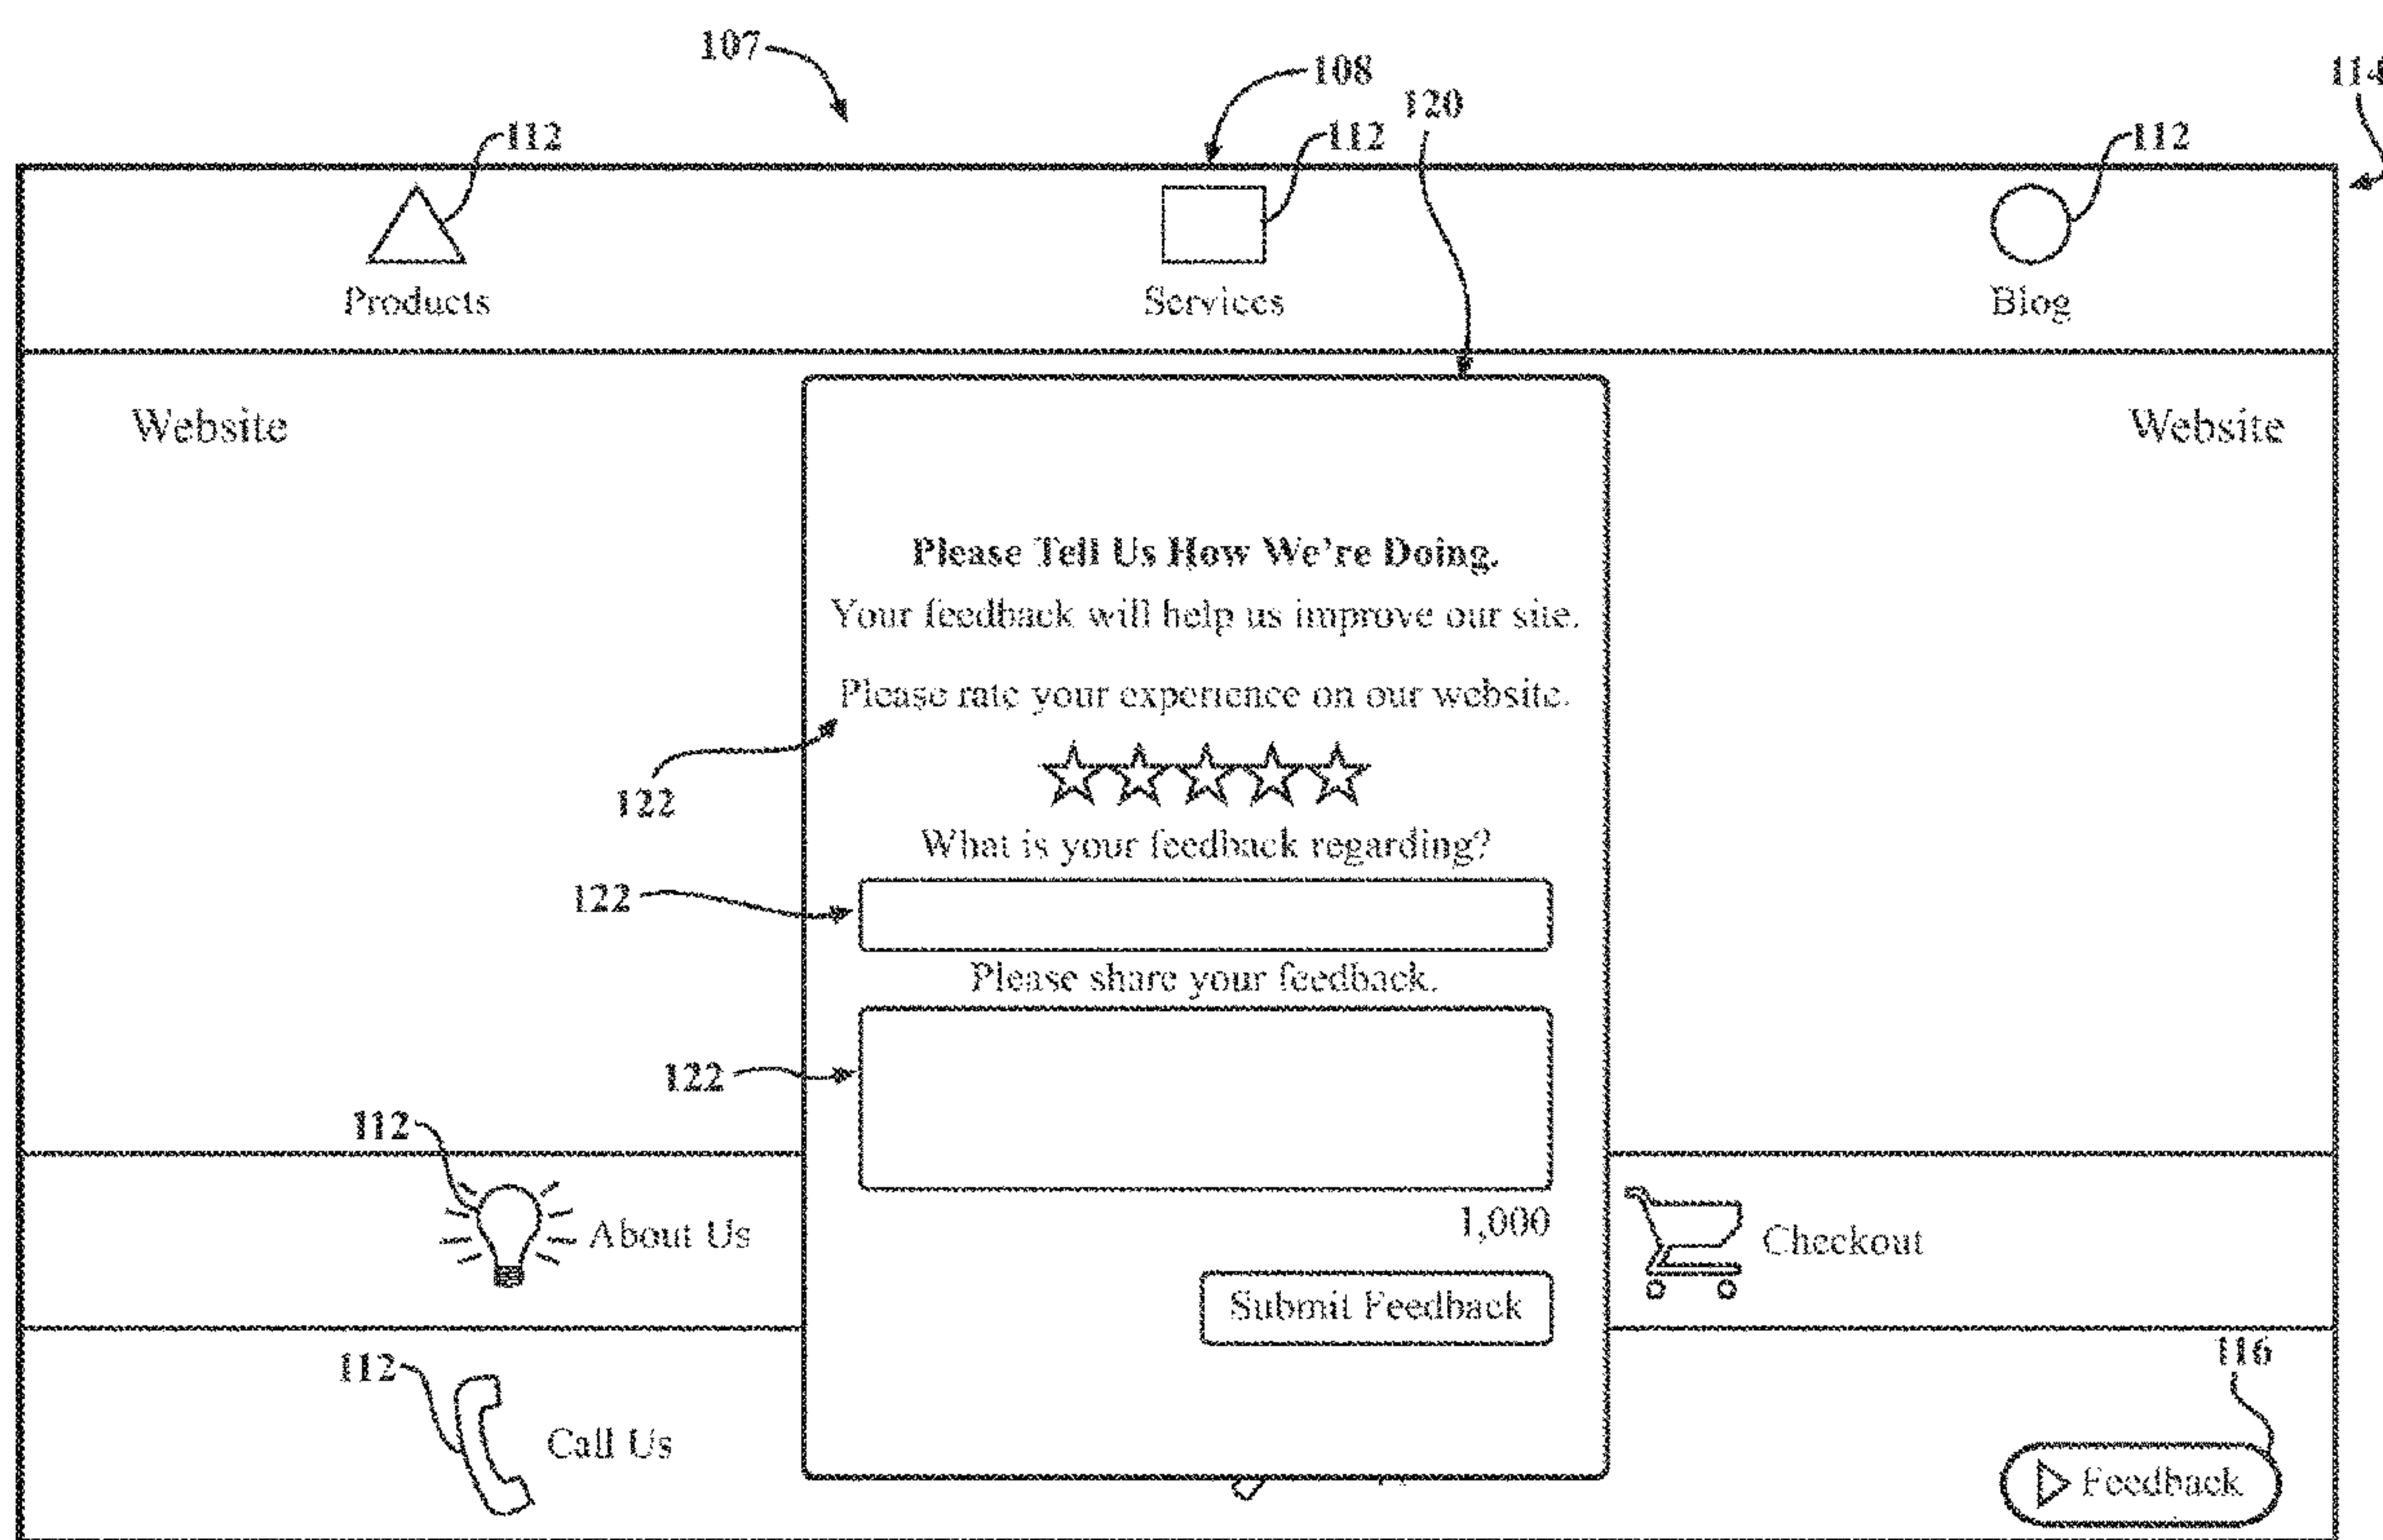 107
108
114
120
112
112
112
Products
Services
Blog
Website
Website
Please Tell Us How We're Doing.
Your feedback will help us improve our site.
Please rate your experience on our website.
122
What is your feedback regarding?
122
Please share your feedback.
122
112
About Us
1,000
Checkout
Submit Feedback
112
116
Call Us
Feedback